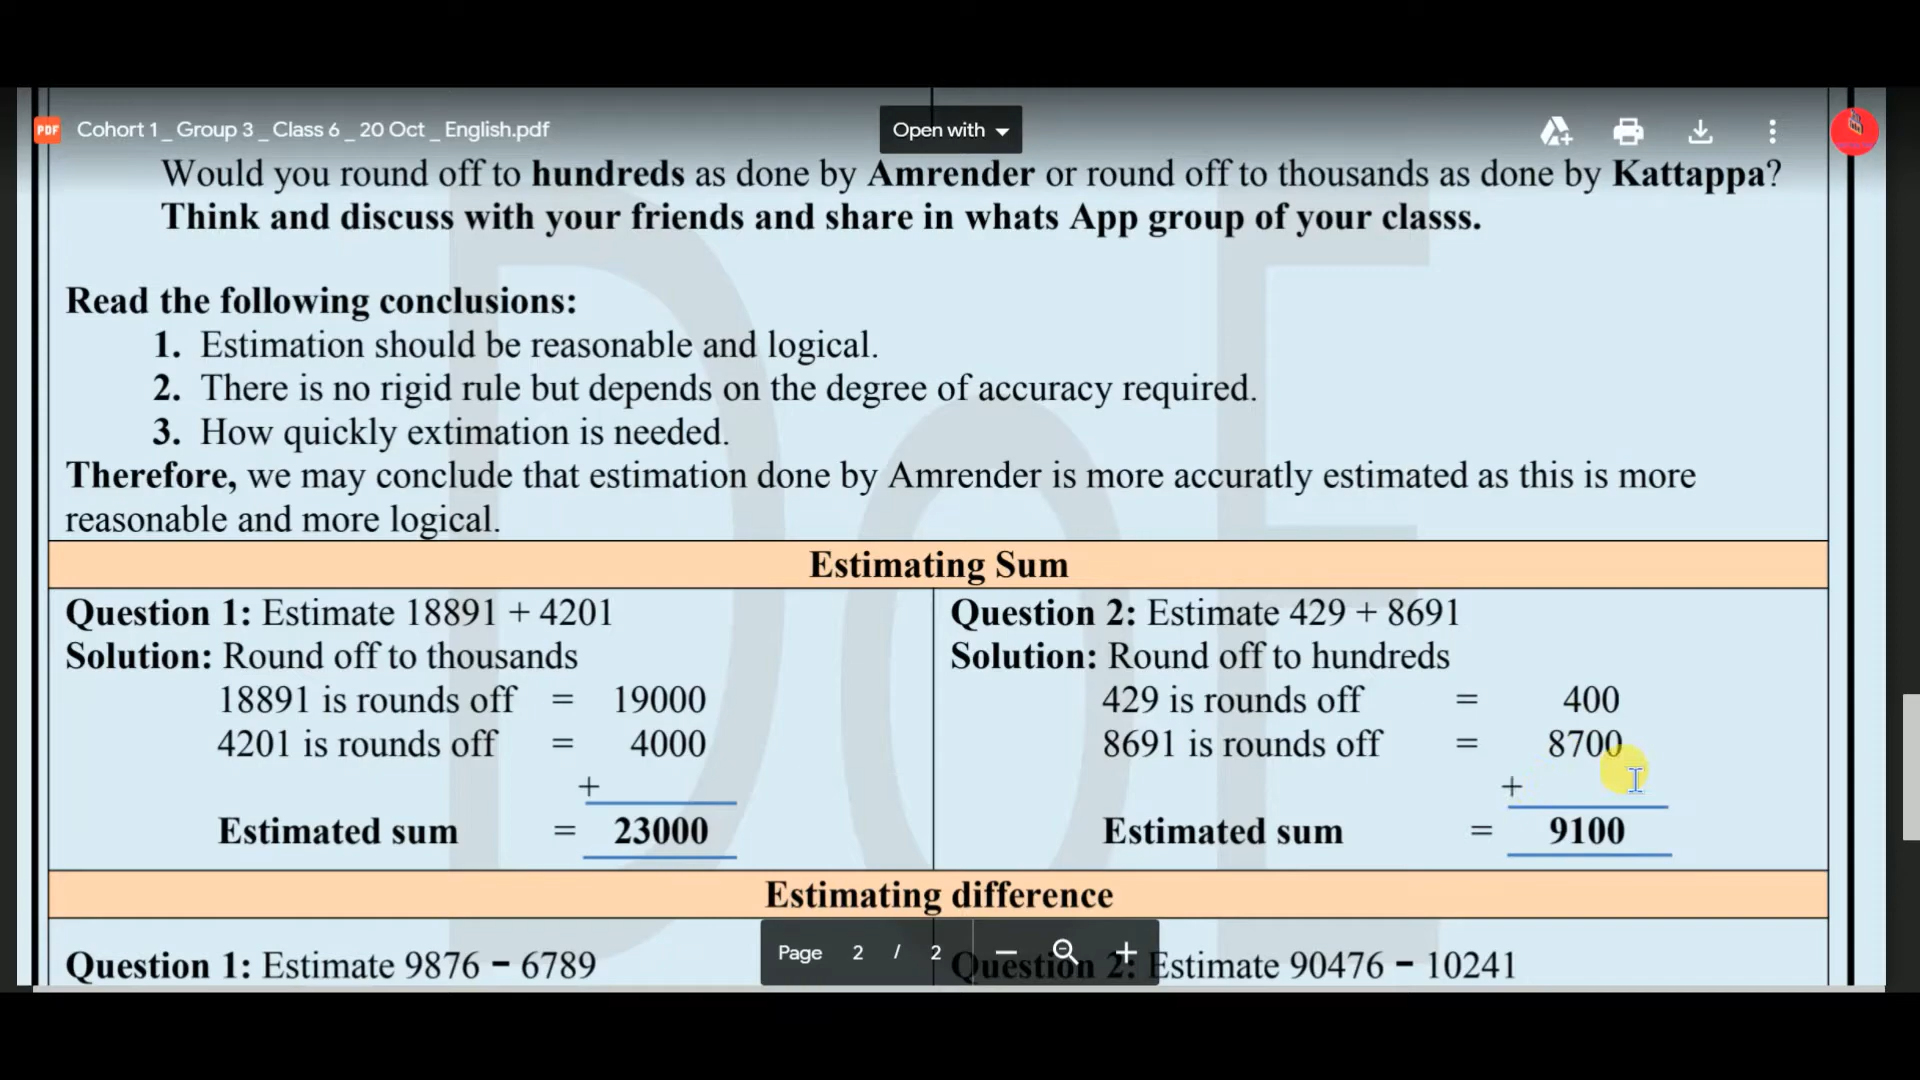 PDF Cohort 1_ Group 3 _ Class 6 _ 20 Oct _ English.pdf
Open with
Would you round off to hundreds as done by Amrender or round off to thousands as done by Kattappa?
Think and discuss with your friends and share in whats App group of your classs.
Read the following conclusions:
1. Estimation should be reasonable and logical.
2. There is no rigid rule but depends on the degree of accuracy required.
3. How quickly extimation is needed.
Therefore, we may conclude that estimation done by Amrender is more accuratly estimated as this is more
reasonable and more logical.
Estimating Sum
Question 1: Estimate 18891 + 4201
Solution: Round off to thousands
18891 is rounds off = 19000
4201 is rounds off = 4000
+
Estimated sum = 23000
Question 2: Estimate 429 + 8691
Solution: Round off to hundreds
429 is rounds off = 400
8691 is rounds off = 8700
+
Estimated sum = 9100
Estimating difference
Question 1: Estimate 9876 - 6789
Question 2: Estimate 90476 - 10241
Page 2 / 2
DoE